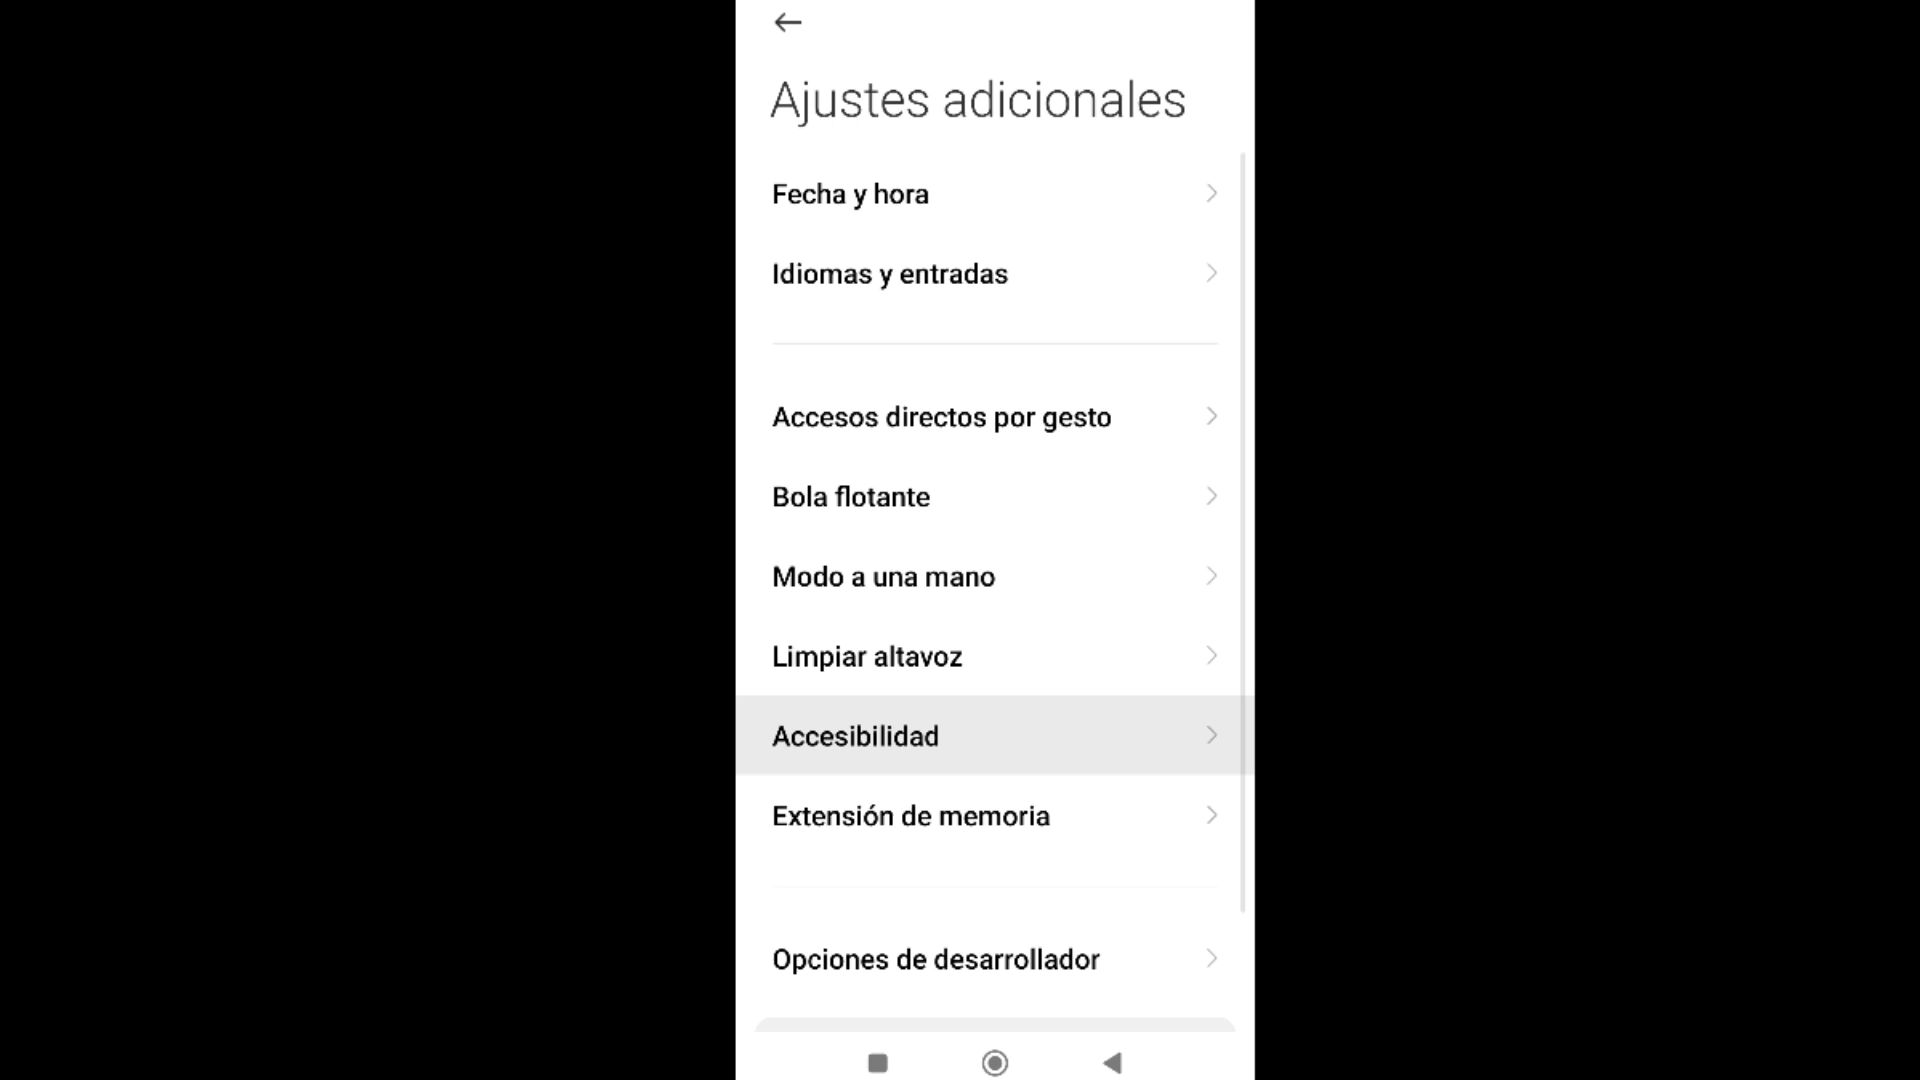 Ajustes adicionales
Fecha y hora
Idiomas y entradas
Accesos directos por gesto
Bola flotante
Modo a una mano
Limpiar altavoz
Accesibilidad
Extensión de memoria
Opciones de desarrollador